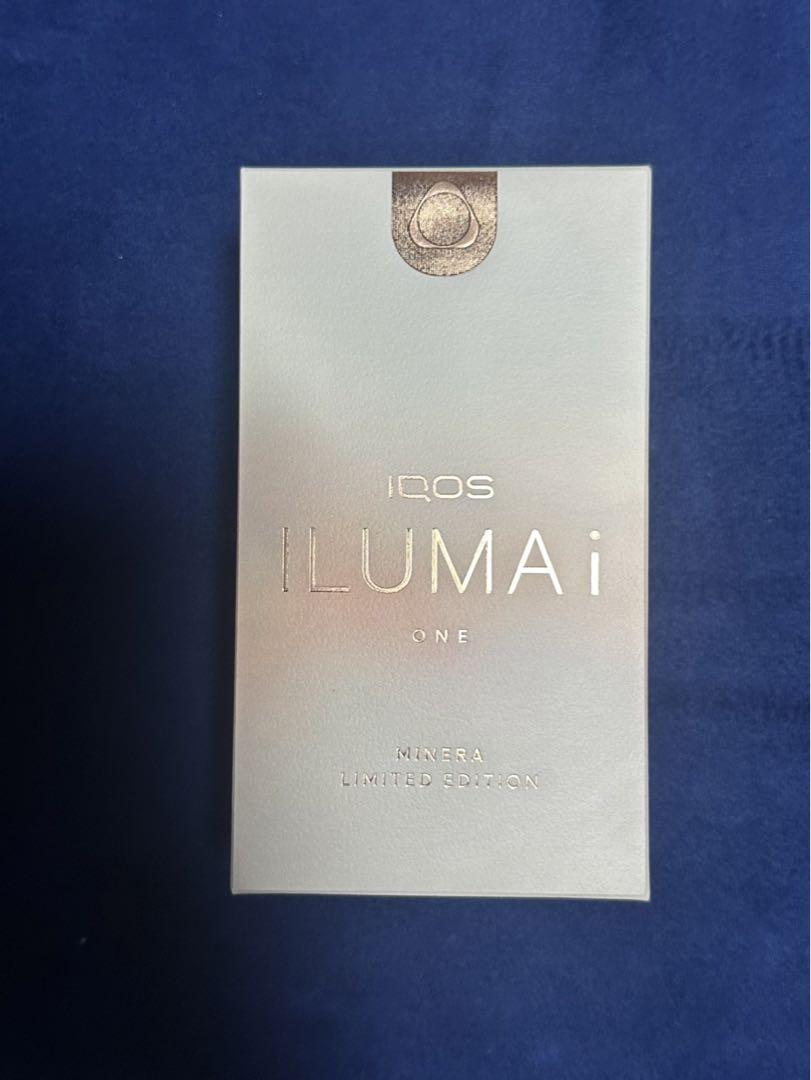 IQOS
ILUMA i
ONE
MINERA
LIMITED EDITION